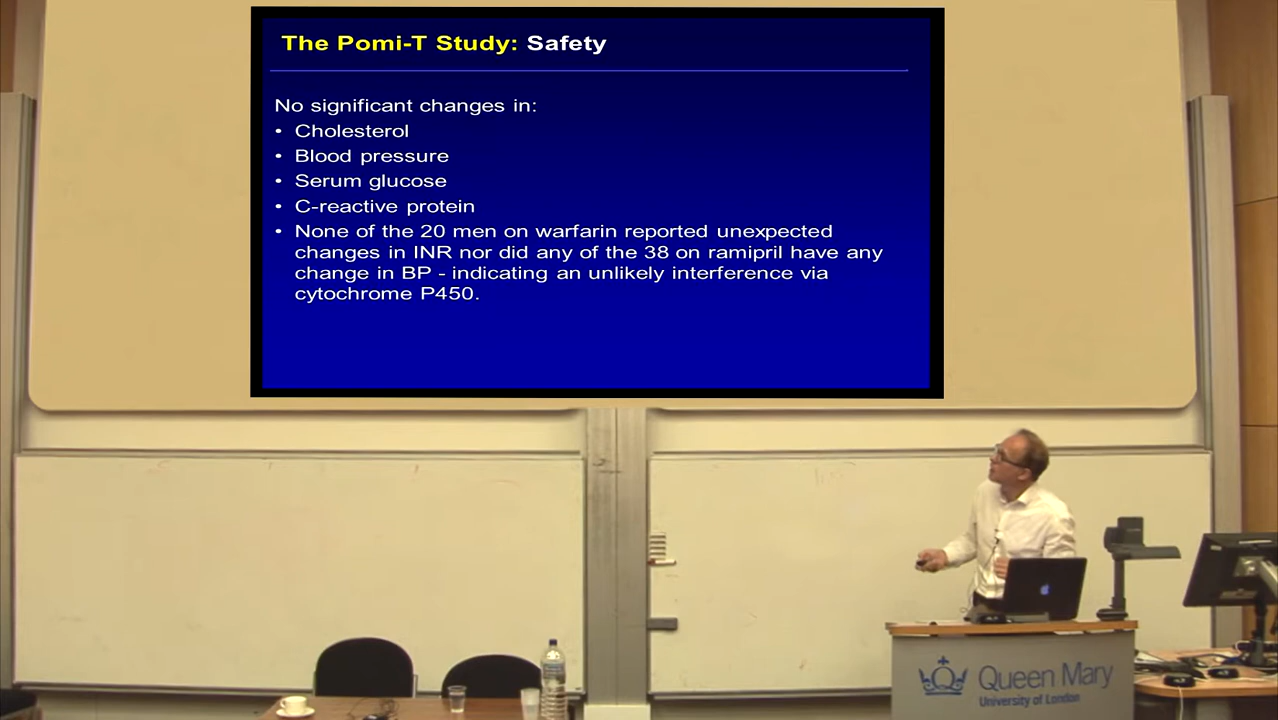 The Pomi-T Study: Safety
No significant changes in:
• Cholesterol
• Blood pressure
• Serum glucose
• C-reactive protein
• None of the 20 men on warfarin reported unexpected
changes in INR nor did any of the 38 on ramipril have any
change in BP - indicating an unlikely interference via
cytochrome P450.
Queen Mary
University of London